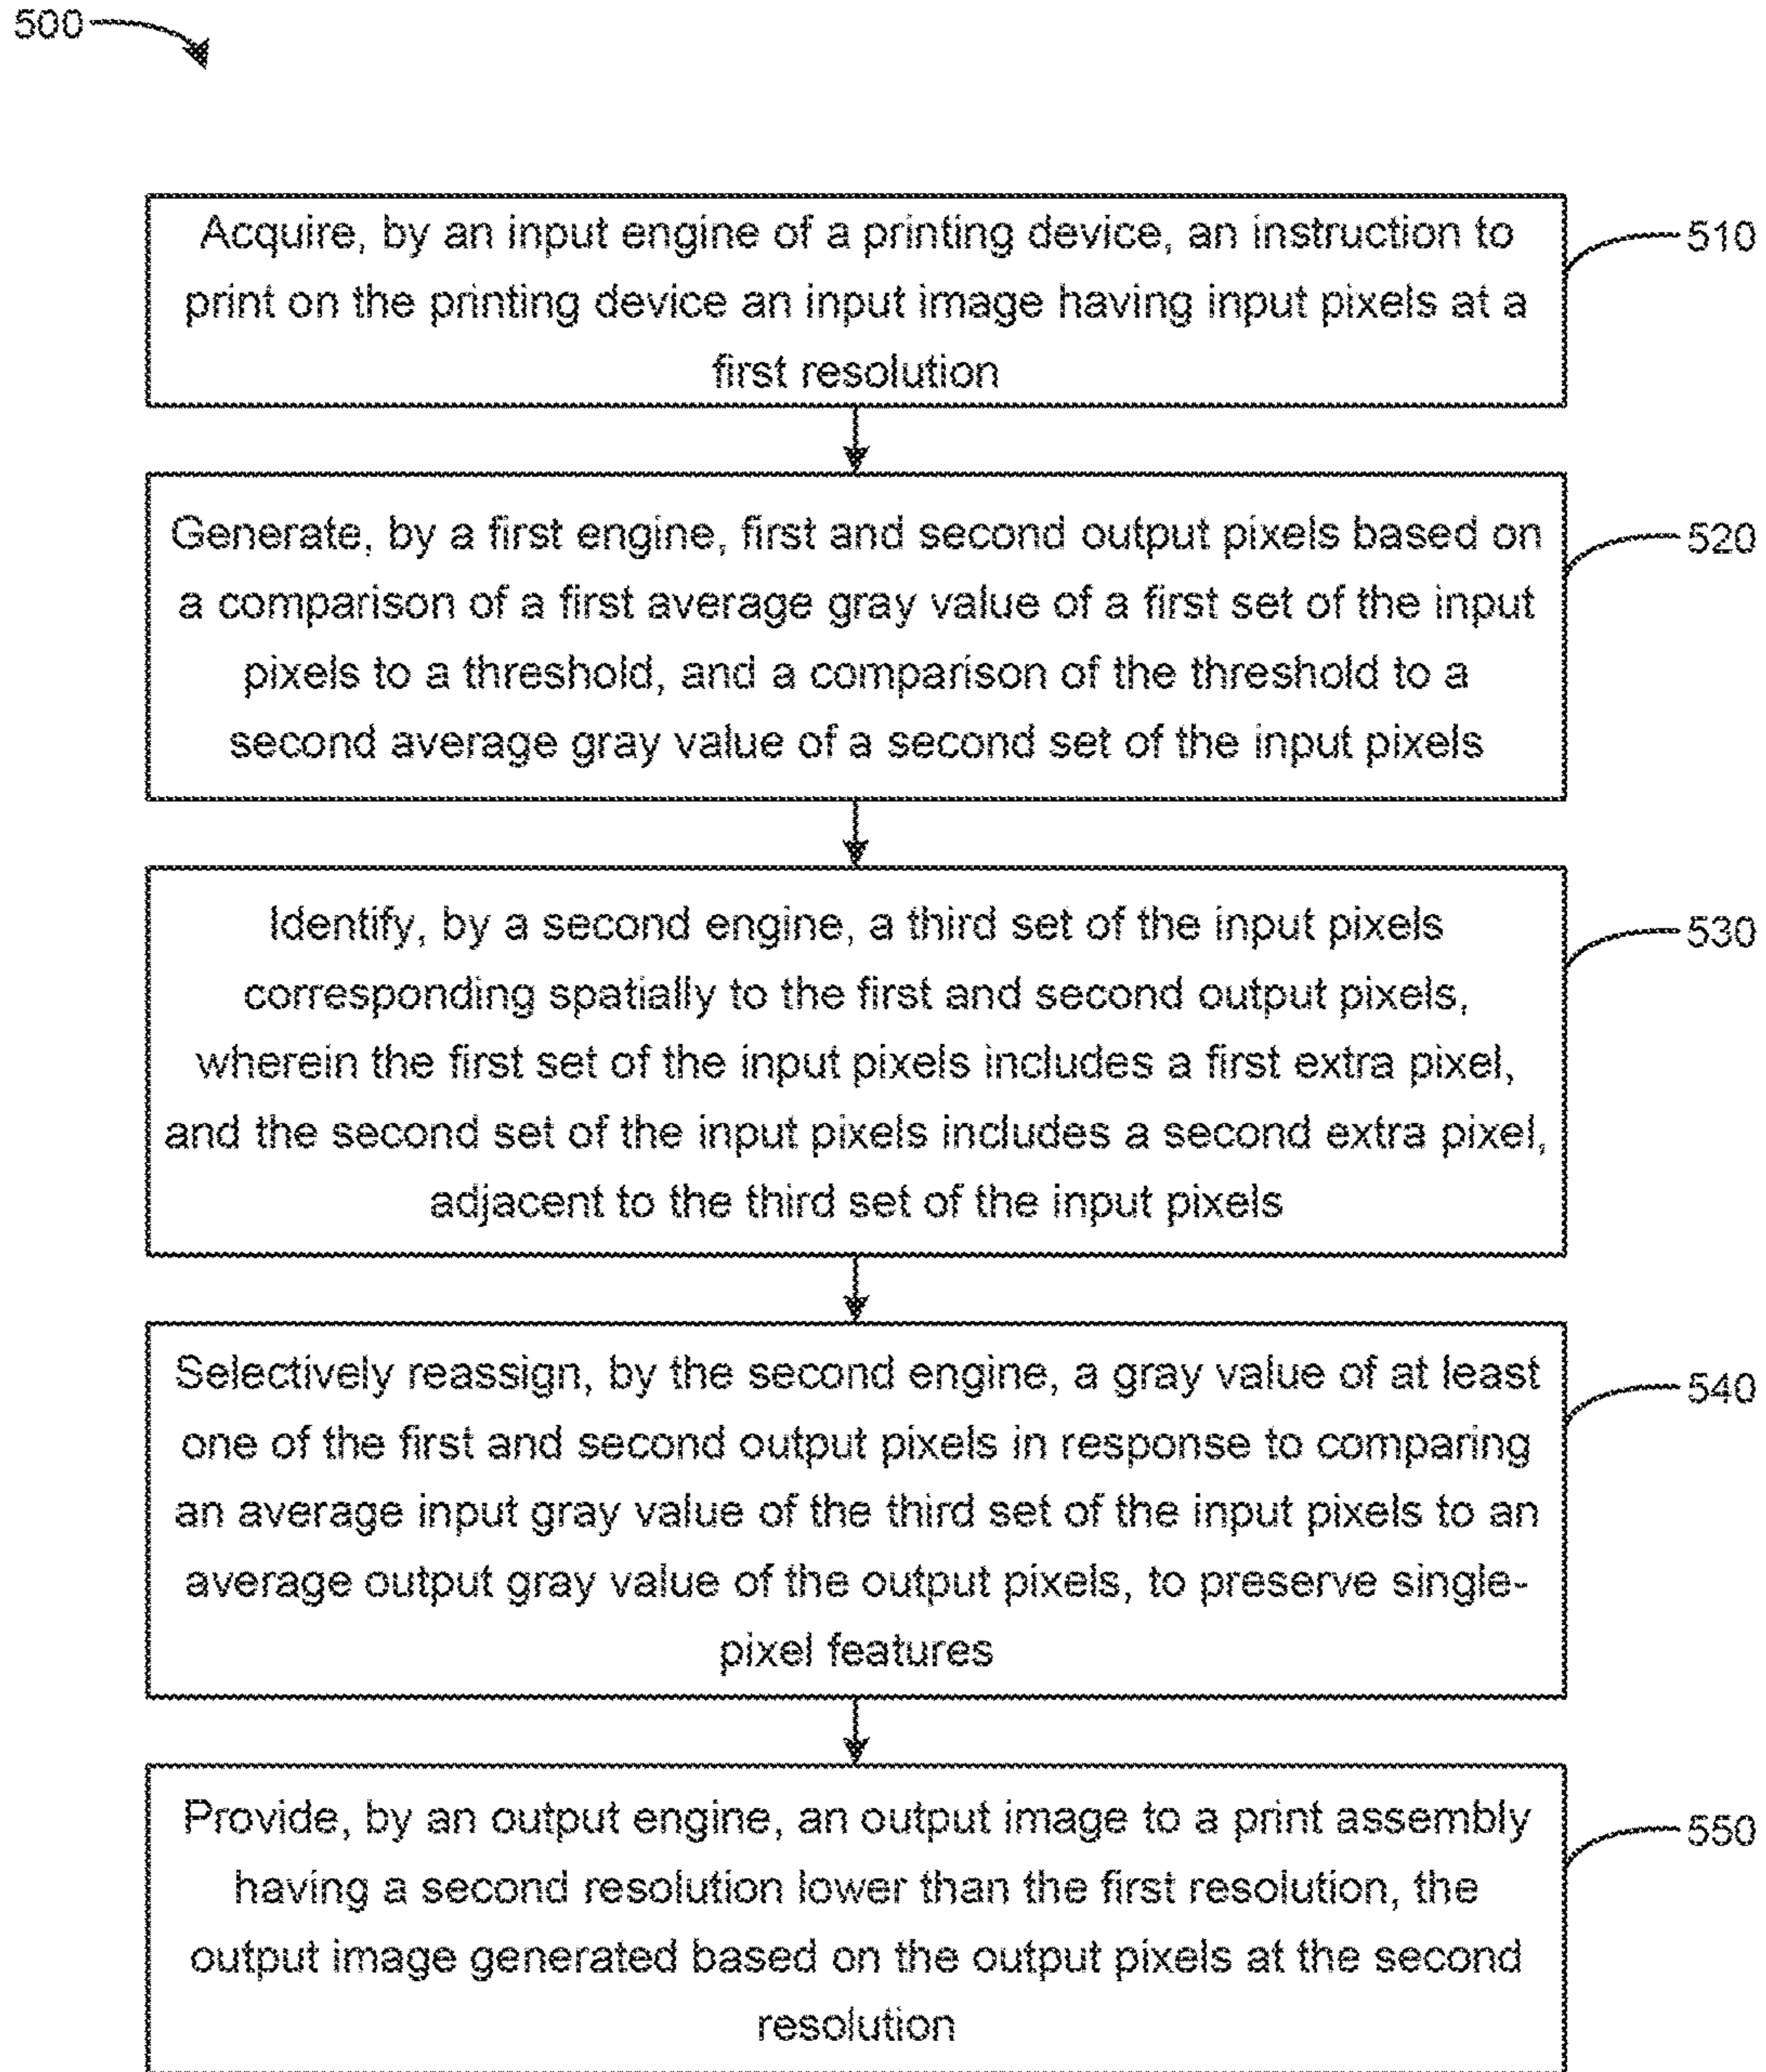 500
Acquire, by an input engine of a printing device, an instruction to
print on the printing device an input image having input pixels at a
first resolution
510
Generate, by a first engine, first and second output pixels based on
a comparison of a first average gray value of a first set of the input
pixels to a threshold, and a comparison of the threshold to a
second average gray value of a second set of the input pixels
520
Identify, by a second engine, a third set of the input pixels
corresponding spatially to the first and second output pixels,
wherein the first set of the input pixels includes a first extra pixel,
and the second set of the input pixels includes a second extra pixel,
adjacent to the third set of the input pixels
530
Selectively reassign, by the second engine, a gray value of at least
one of the first and second output pixels in response to comparing
an average input gray value of the third set of the input pixels to an
average output gray value of the output pixels, to preserve single-
pixel features
540
Provide, by an output engine, an output image to a print assembly
having a second resolution lower than the first resolution, the
output image generated based on the output pixels at the second
resolution
550